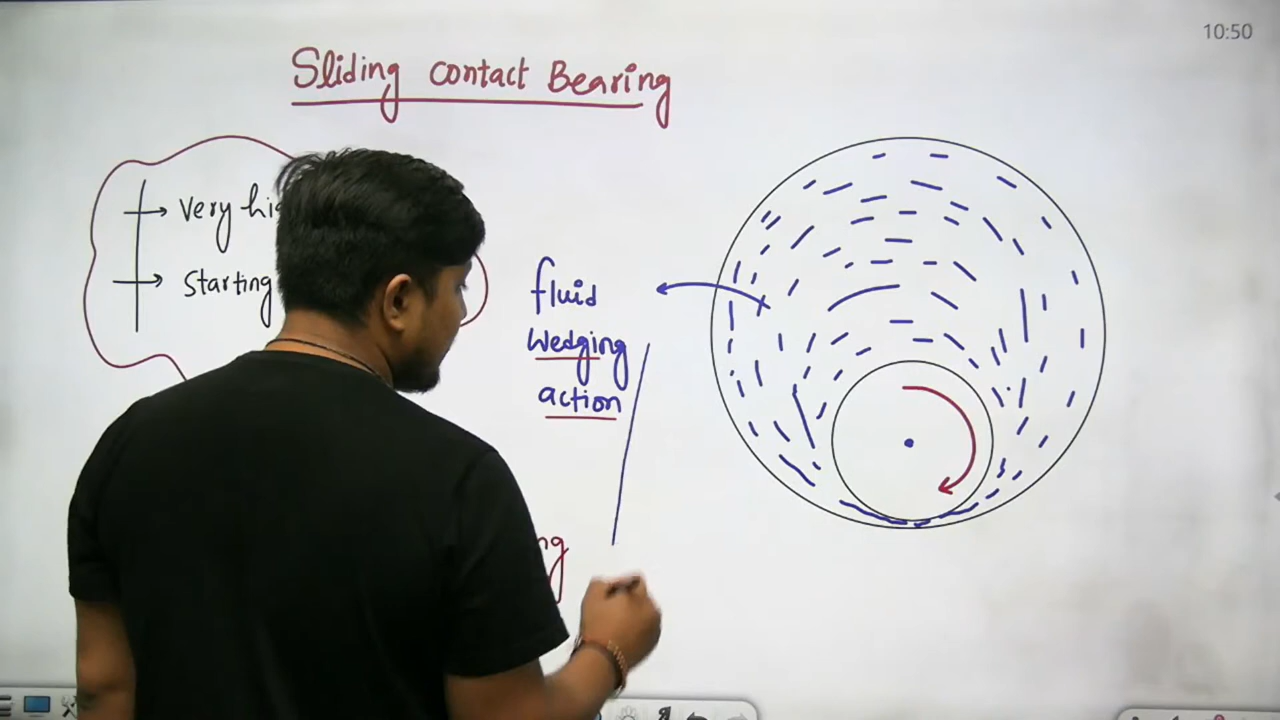 10:50
Sliding contact Bearing
Very
Starting
fluid
Wedging
action